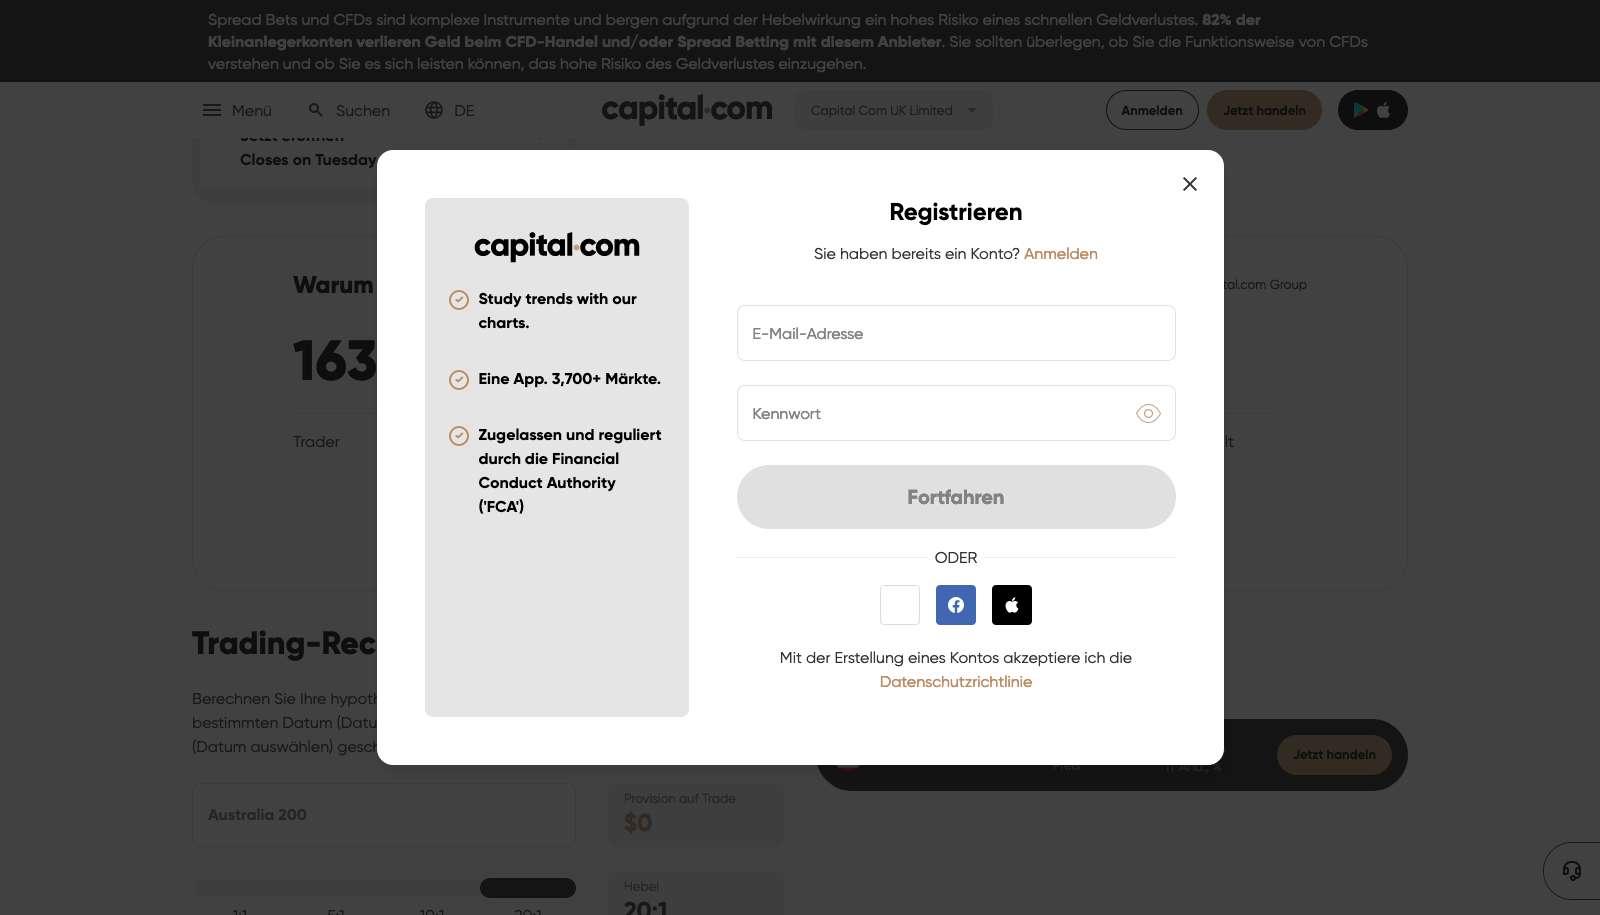 Spread Bets und CFDs sind komplexe Instrumente und bergen aufgrund der Hebelwirkung ein hohes Risiko eines schnellen Geldverlustes. 82% der
Kleinanlegerkonten verlieren Geld beim CFD-Handel und/oder Spread Betting mit diesem Anbieter. Sie sollten überlegen, ob Sie die Funktionsweise von CFDs
verstehen und ob Sie es sich leisten können, das hohe Risiko des Geldverlustes einzugehen.
Menü Suchen DE capital.com Capital Com UK Limited Anmelden Jetzt handeln
Closes on Tuesday
Registrieren
Sie haben bereits ein Konto? Anmelden
capital.com
Study trends with our
charts.
Eine App. 3,700+ Märkte.
Zugelassen und reguliert
durch die Financial
Conduct Authority
('FCA')
E-Mail-Adresse
Kennwort
Fortfahren
ODER
Mit der Erstellung eines Kontos akzeptiere ich die
Datenschutzrichtlinie
Warum
tal.com Group
163
Trader
lt
Trading-Rec
Berechnen Sie Ihre hypoth
bestimmten Datum (Datu
(Datum auswählen) gesch
Jetzt handeln
Australia 200
Provision auf Trade
$0
Hebel
20:1